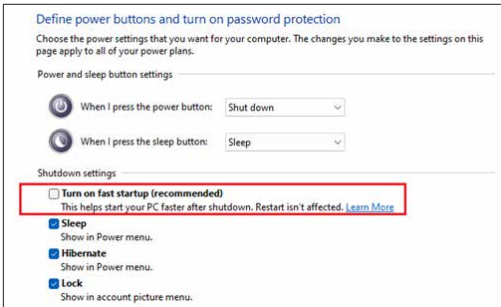 Define power buttons and turn on password protection
Choose the power settings that you want for your computer. The changes you make to the settings on this
page apply to all of your power plans.
Power and sleep button settings
When I press the power button: Shut down
When I press the sleep button: Sleep
Shutdown settings
Turn on fast startup (recommended)
This helps start your PC faster after shutdown. Restart isn't affected. Learn More
Sleep
Show in Power menu.
Hibernate
Show in Power menu.
Lock
Show in account picture menu.